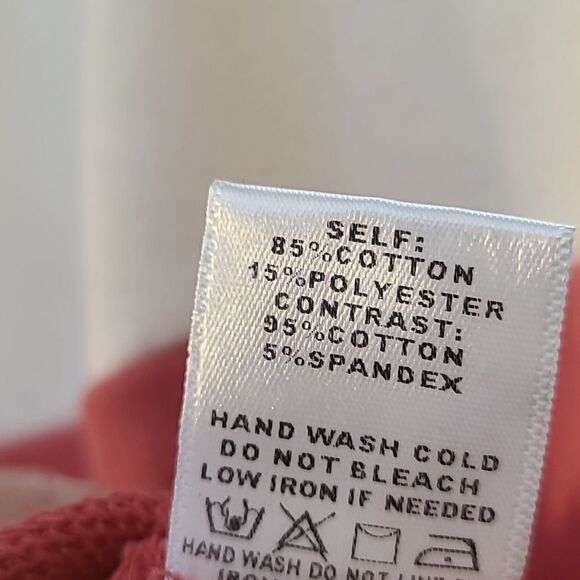 SELF:
85%COTTON
15%POLYESTER
CONTRAST:
95%COTTON
5%SPANDEX
HAND WASH COLD
DO NOT BLEACH
LOW IRON IF NEEDED
HAND WASH DO NOT
IRON